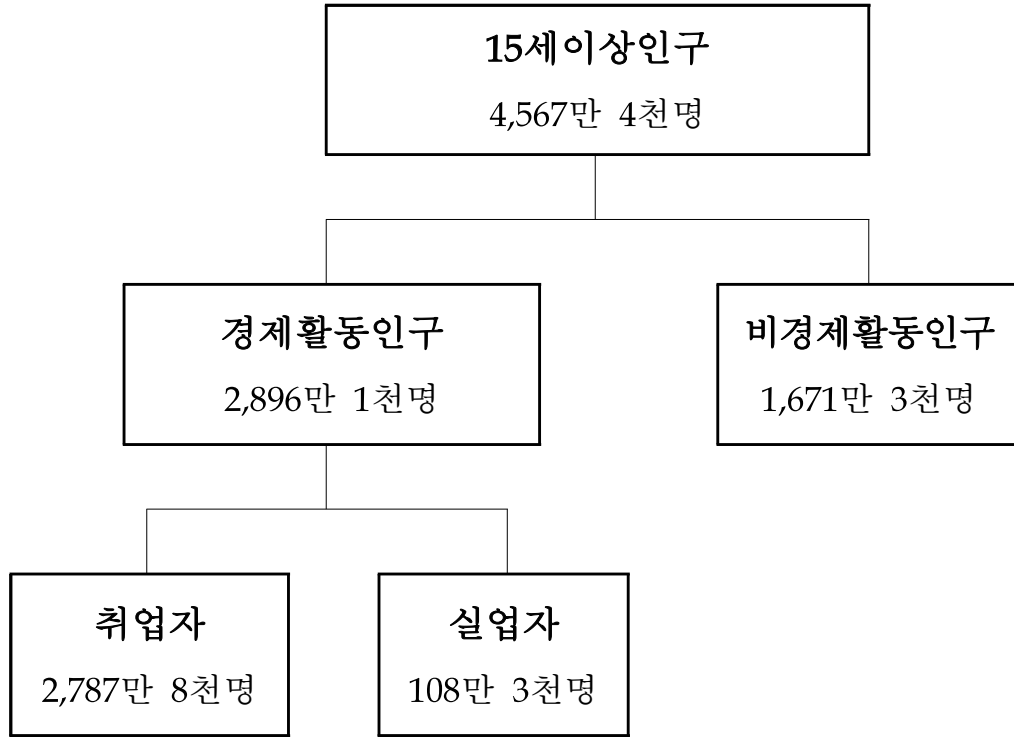 15세이상인구
4,567만 4천명
경제활동인구
2,896만 1천명
비경제활동인구
1,671만 3천명
취업자
2,787만 8천명
실업자
108만 3천명